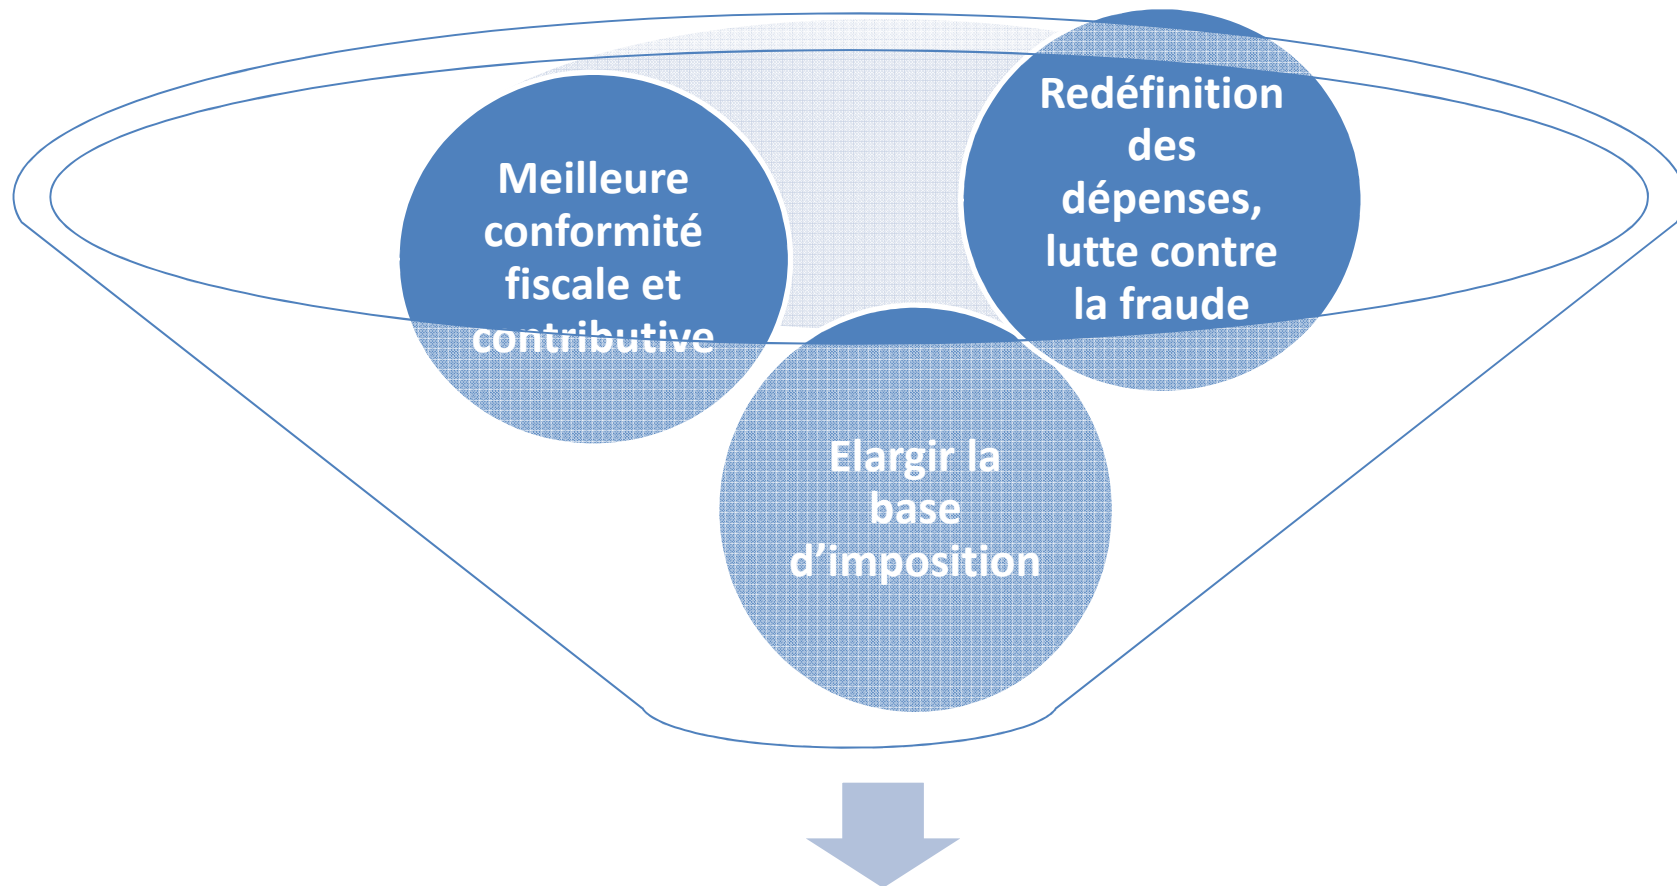 Meilleure
conformité
fiscale et
contributive
Redéfinition
des
dépenses,
lutte contre
la fraude
Elargir la
base
d’imposition